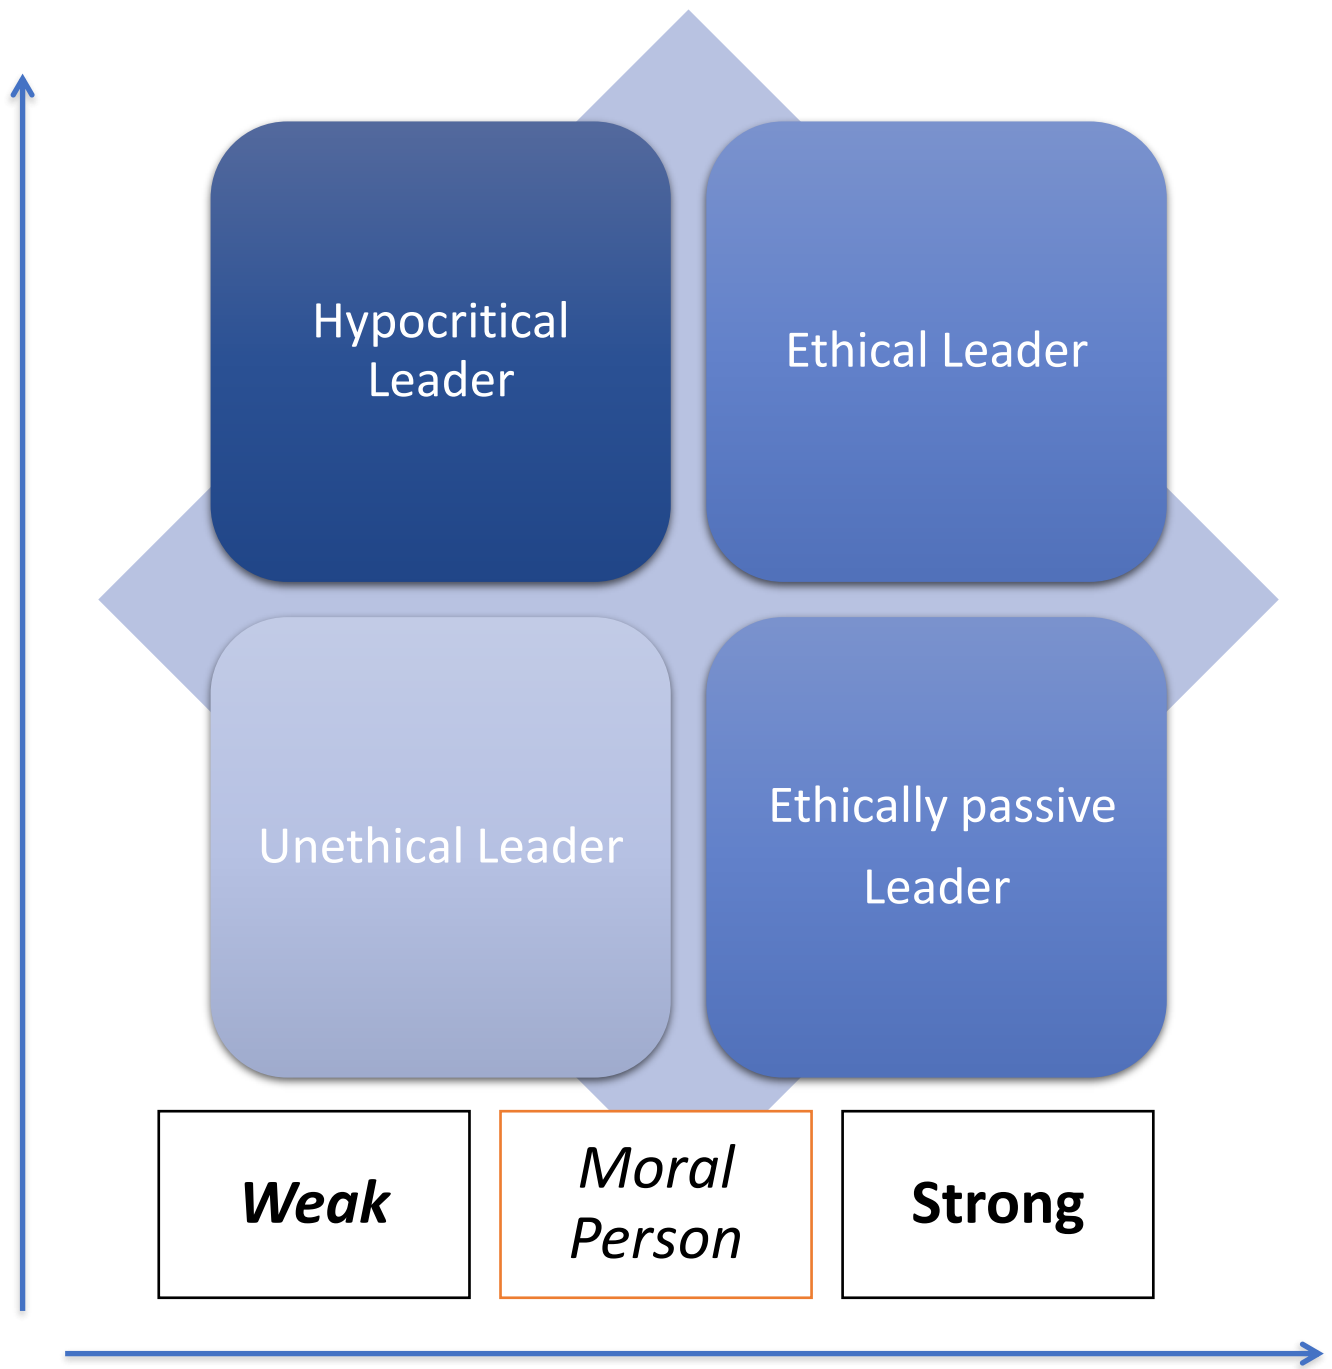 Hypocritical
Leader
Ethical Leader
Unethical Leader
Ethically passive
Leader
Weak
Moral
Person
Strong